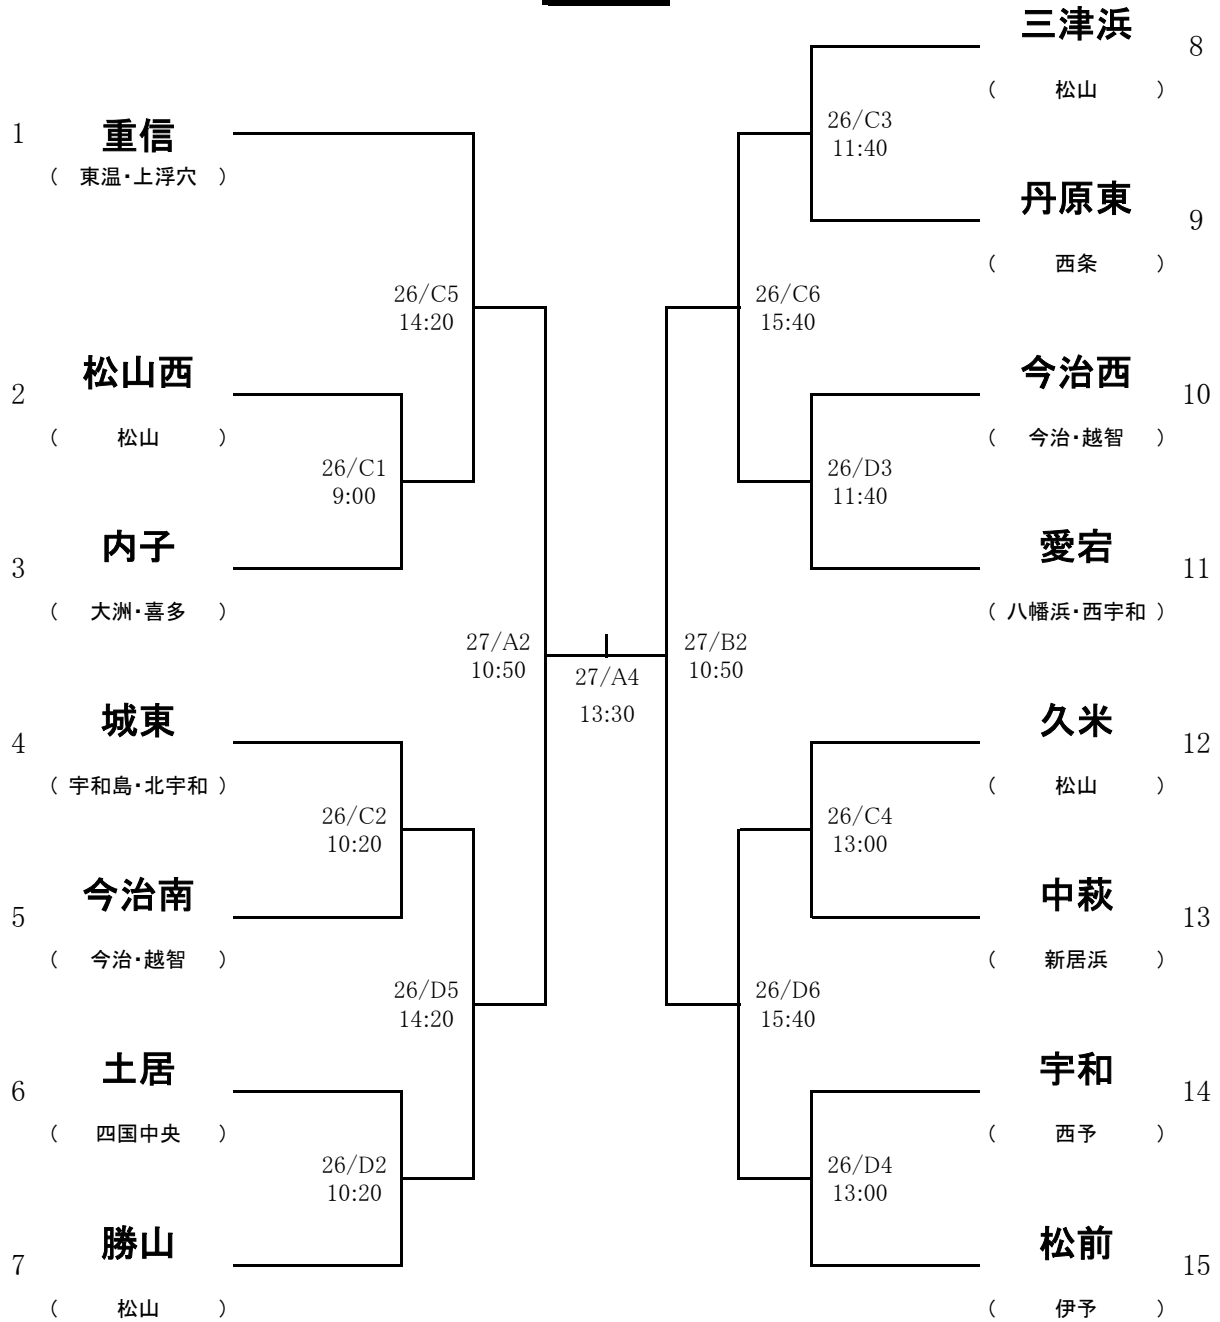 1 重信
( 東温・上浮穴 )
26/C5
14:20
2 松山西
( 松山 )
26/C1
9:00
3 内子
( 大洲・喜多 )
27/A2
10:50
4 城東
( 宇和島・北宇和 )
26/C2
10:20
5 今治南
( 今治・越智 )
26/D5
14:20
6 土居
( 四国中央 )
26/D2
10:20
7 勝山
( 松山 )
27/A4
13:30
三津浜 8
( 松山 )
26/C3
11:40
丹原東 9
( 西条 )
26/C6
15:40
今治西 10
( 今治・越智 )
26/D3
11:40
愛宕 11
( 八幡浜・西宇和 )
27/B2
10:50
久米 12
( 松山 )
26/C4
13:00
中萩 13
( 新居浜 )
26/D6
15:40
宇和 14
( 西予 )
26/D4
13:00
松前 15
( 伊予 )